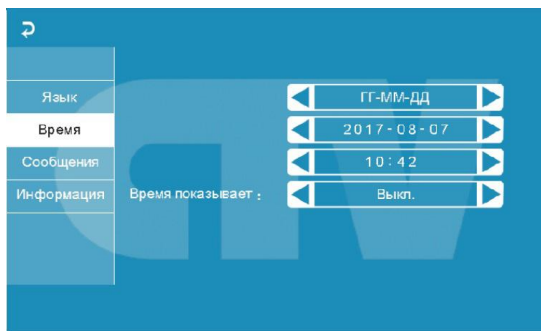 Язык
Время
Сообщения
Информация
ГГ-ММ-ДД
2017-08-07
10:42
Время показывает : Выкл.